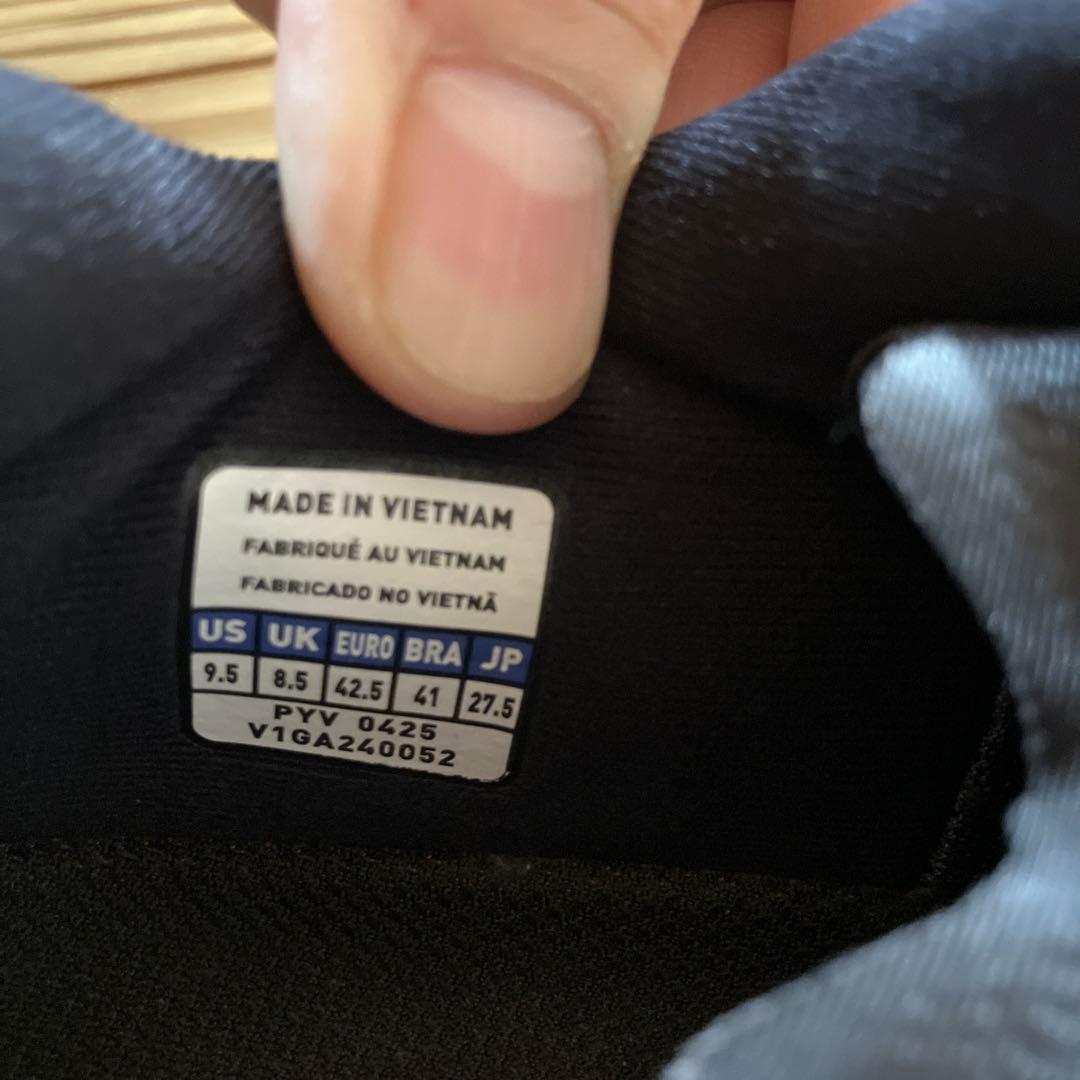 MADE IN VIETNAM
FABRIQUÉ AU VIETNAM
FABRICADO NO VIETNÃ
US UK EURO BRA JP
9.5 8.5 42.5 41 27.5
PYV 0425
V1GA240052